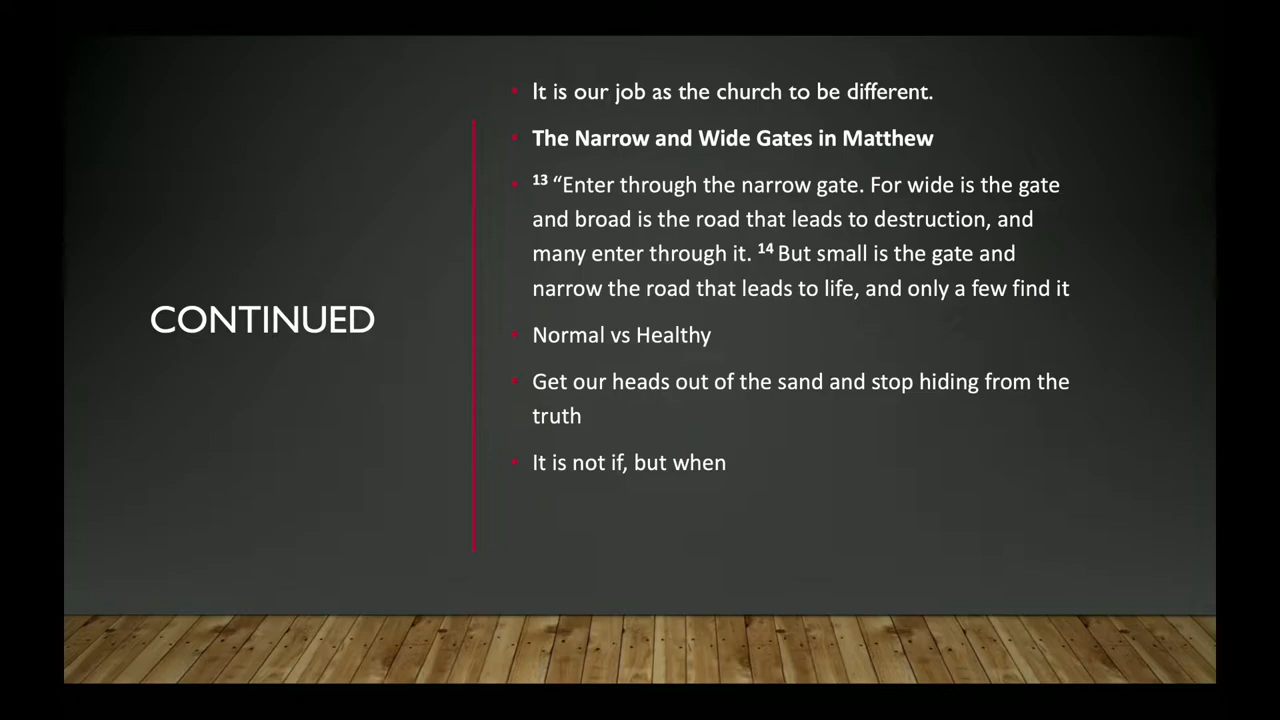 CONTINUED
• It is our job as the church to be different.
• The Narrow and Wide Gates in Matthew
• 13 “Enter through the narrow gate. For wide is the gate
and broad is the road that leads to destruction, and
many enter through it. 14 But small is the gate and
narrow the road that leads to life, and only a few find it
• Normal vs Healthy
• Get our heads out of the sand and stop hiding from the
truth
• It is not if, but when